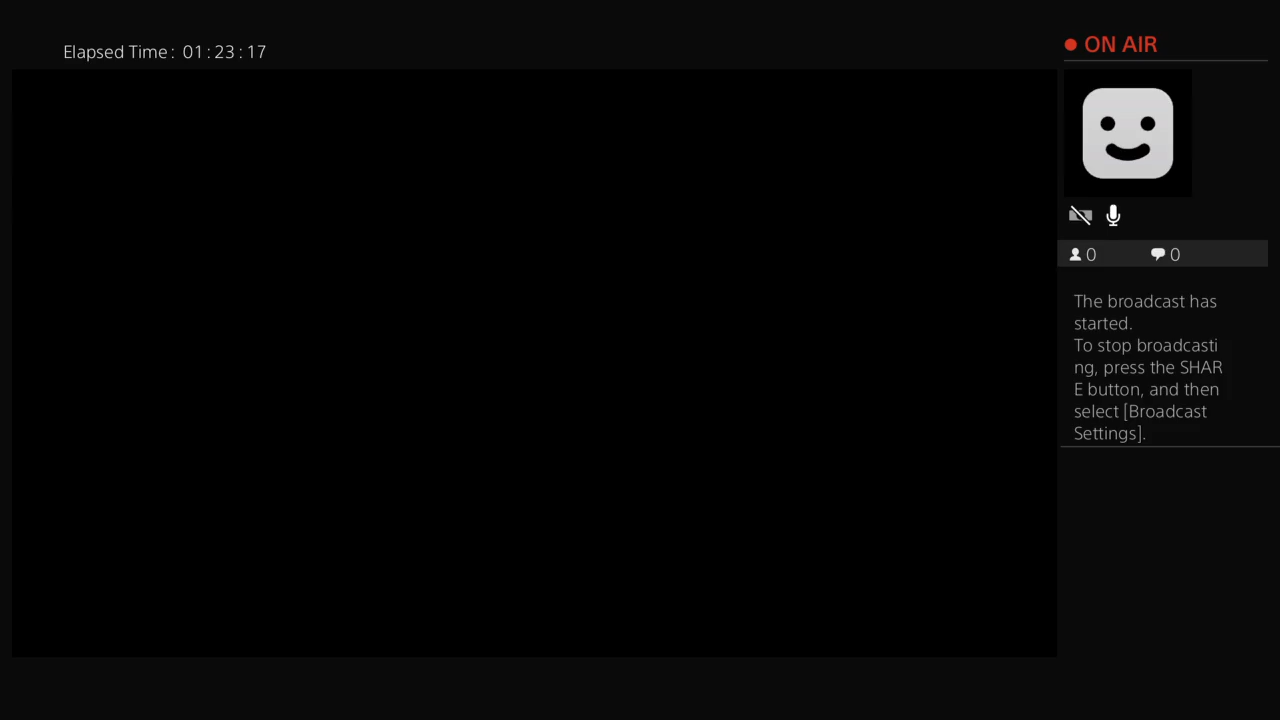 Elapsed Time: 01:23:17
ON AIR
0 0
The broadcast has
started.
To stop broadcasti
ng, press the SHAR
E button, and then
select [Broadcast
Settings].